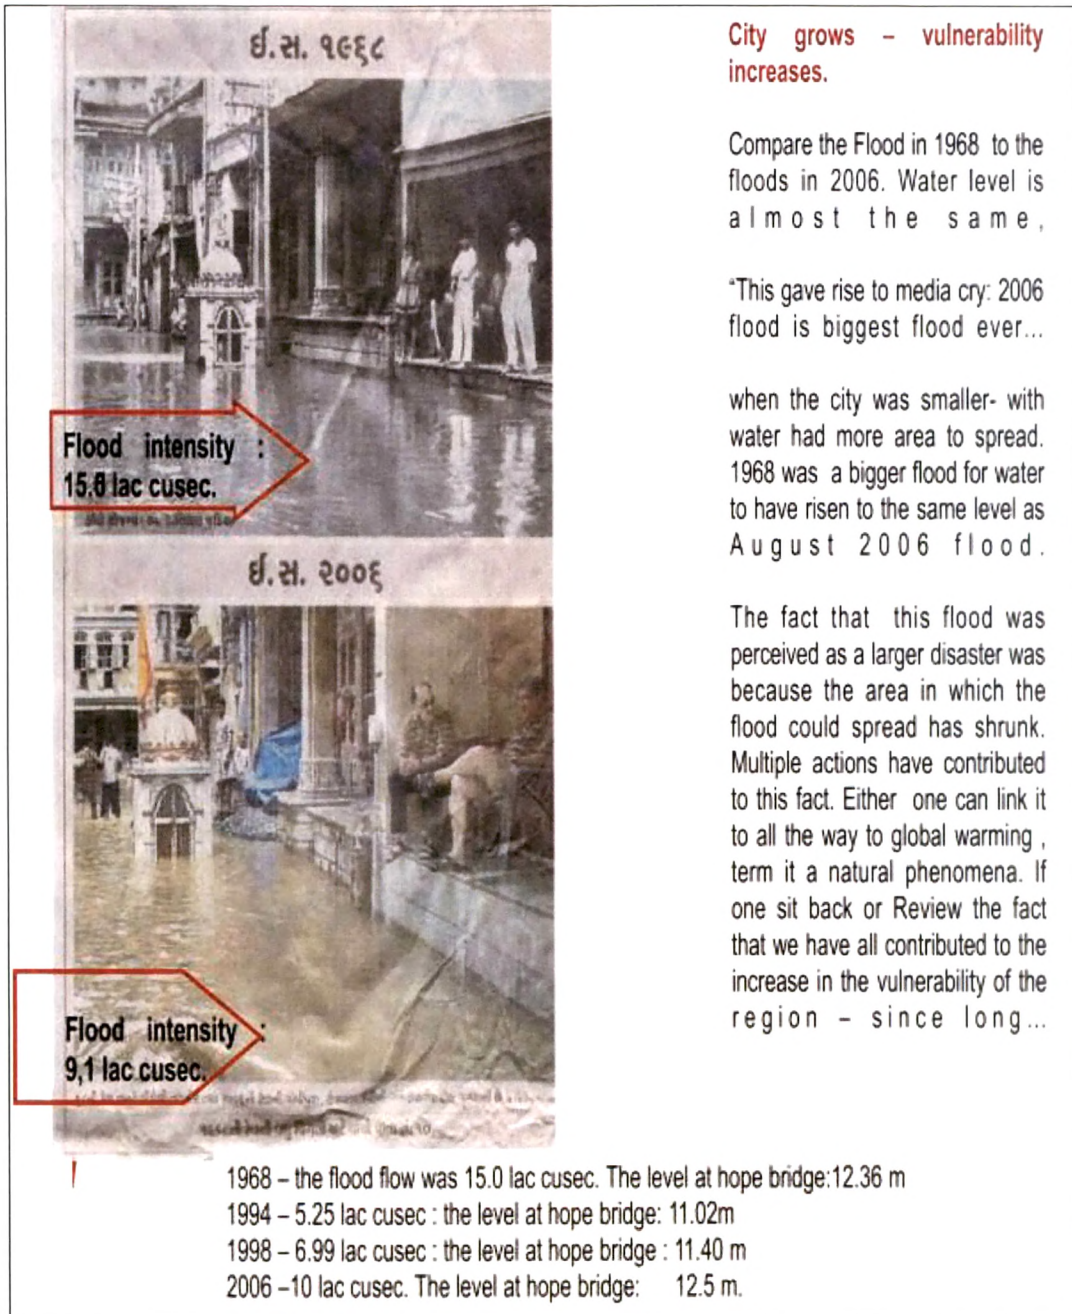 ઈ.સ. ૧૯૬૮
Flood intensity :
15.6 lac cusec.
ઈ.સ. ૨૦૦૬
Flood intensity :
9,1 lac cusec.
City grows – vulnerability
increases.
Compare the Flood in 1968 to the
floods in 2006. Water level is
almost the same,
“This gave rise to media cry: 2006
flood is biggest flood ever...
when the city was smaller- with
water had more area to spread.
1968 was a bigger flood for water
to have risen to the same level as
August 2006 flood.
The fact that this flood was
perceived as a larger disaster was
because the area in which the
flood could spread has shrunk.
Multiple actions have contributed
to this fact. Either one can link it
to all the way to global warming ,
term it a natural phenomena. If
one sit back or Review the fact
that we have all contributed to the
increase in the vulnerability of the
region – since long...
1968 – the flood flow was 15.0 lac cusec. The level at hope bridge:12.36 m
1994 – 5.25 lac cusec : the level at hope bridge: 11.02m
1998 – 6.99 lac cusec : the level at hope bridge : 11.40 m
2006 –10 lac cusec. The level at hope bridge: 12.5 m.